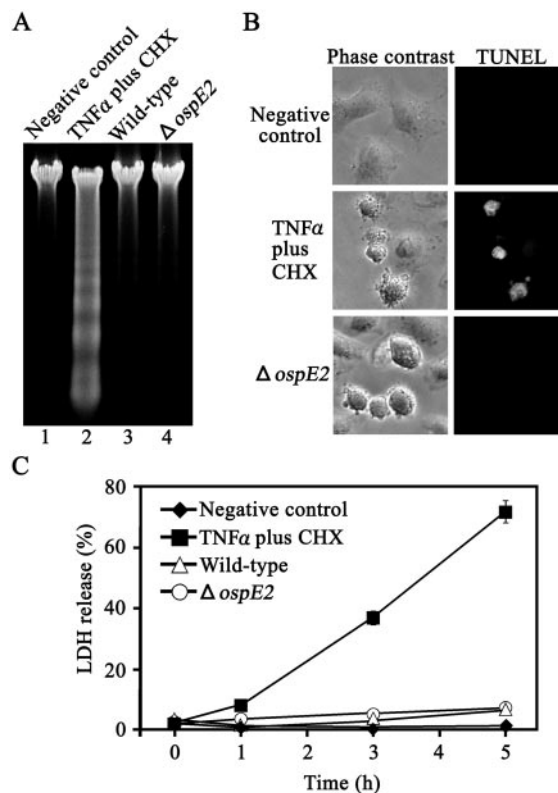 A
Negative control
TNFα plus CHX
Wild-type
Δ ospE2
1 2 3 4
B
Phase contrast TUNEL
Negative
control
TNFα
plus
CHX
Δ ospE2
C
LDH release (%)
80
60
40
20
0
Negative control
TNFα plus CHX
Wild-type
Δ ospE2
0 1 2 3 4 5
Time (h)